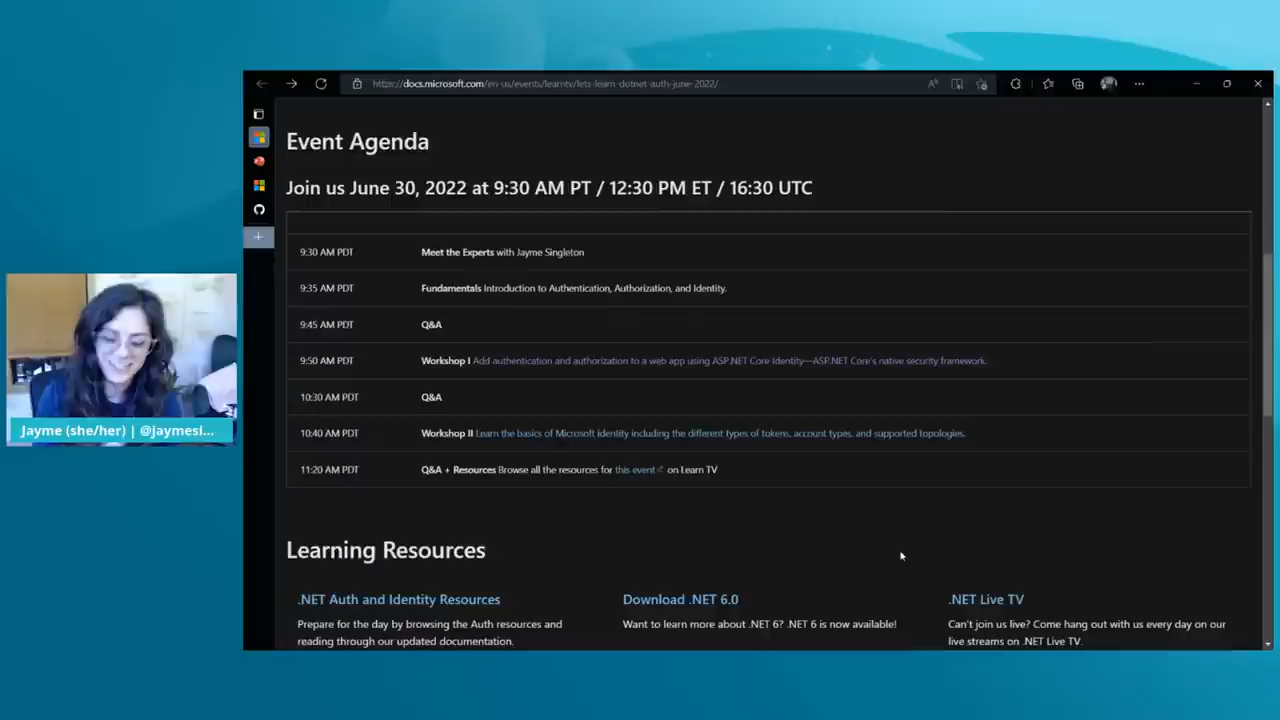 https://docs.microsoft.com/en-us/events/learntv/lets-learn-dotnet-auth-june-2022/
Event Agenda
Join us June 30, 2022 at 9:30 AM PT / 12:30 PM ET / 16:30 UTC
9:30 AM PDT Meet the Experts with Jayme Singleton
9:35 AM PDT Fundamentals Introduction to Authentication, Authorization, and Identity.
9:45 AM PDT Q&A
9:50 AM PDT Workshop I Add authentication and authorization to a web app using ASP.NET Core Identity—ASP.NET Core's native security framework.
10:30 AM PDT Q&A
10:40 AM PDT Workshop II Learn the basics of Microsoft identity including the different types of tokens, account types, and supported topologies.
11:20 AM PDT Q&A + Resources Browse all the resources for this event on Learn TV
Jayme (she/her) | @jaymesi...
Learning Resources
.NET Auth and Identity Resources
Prepare for the day by browsing the Auth resources and
reading through our updated documentation.
Download .NET 6.0
Want to learn more about .NET 6? .NET 6 is now available!
.NET Live TV
Can't join us live? Come hang out with us every day on our
live streams on .NET Live TV.